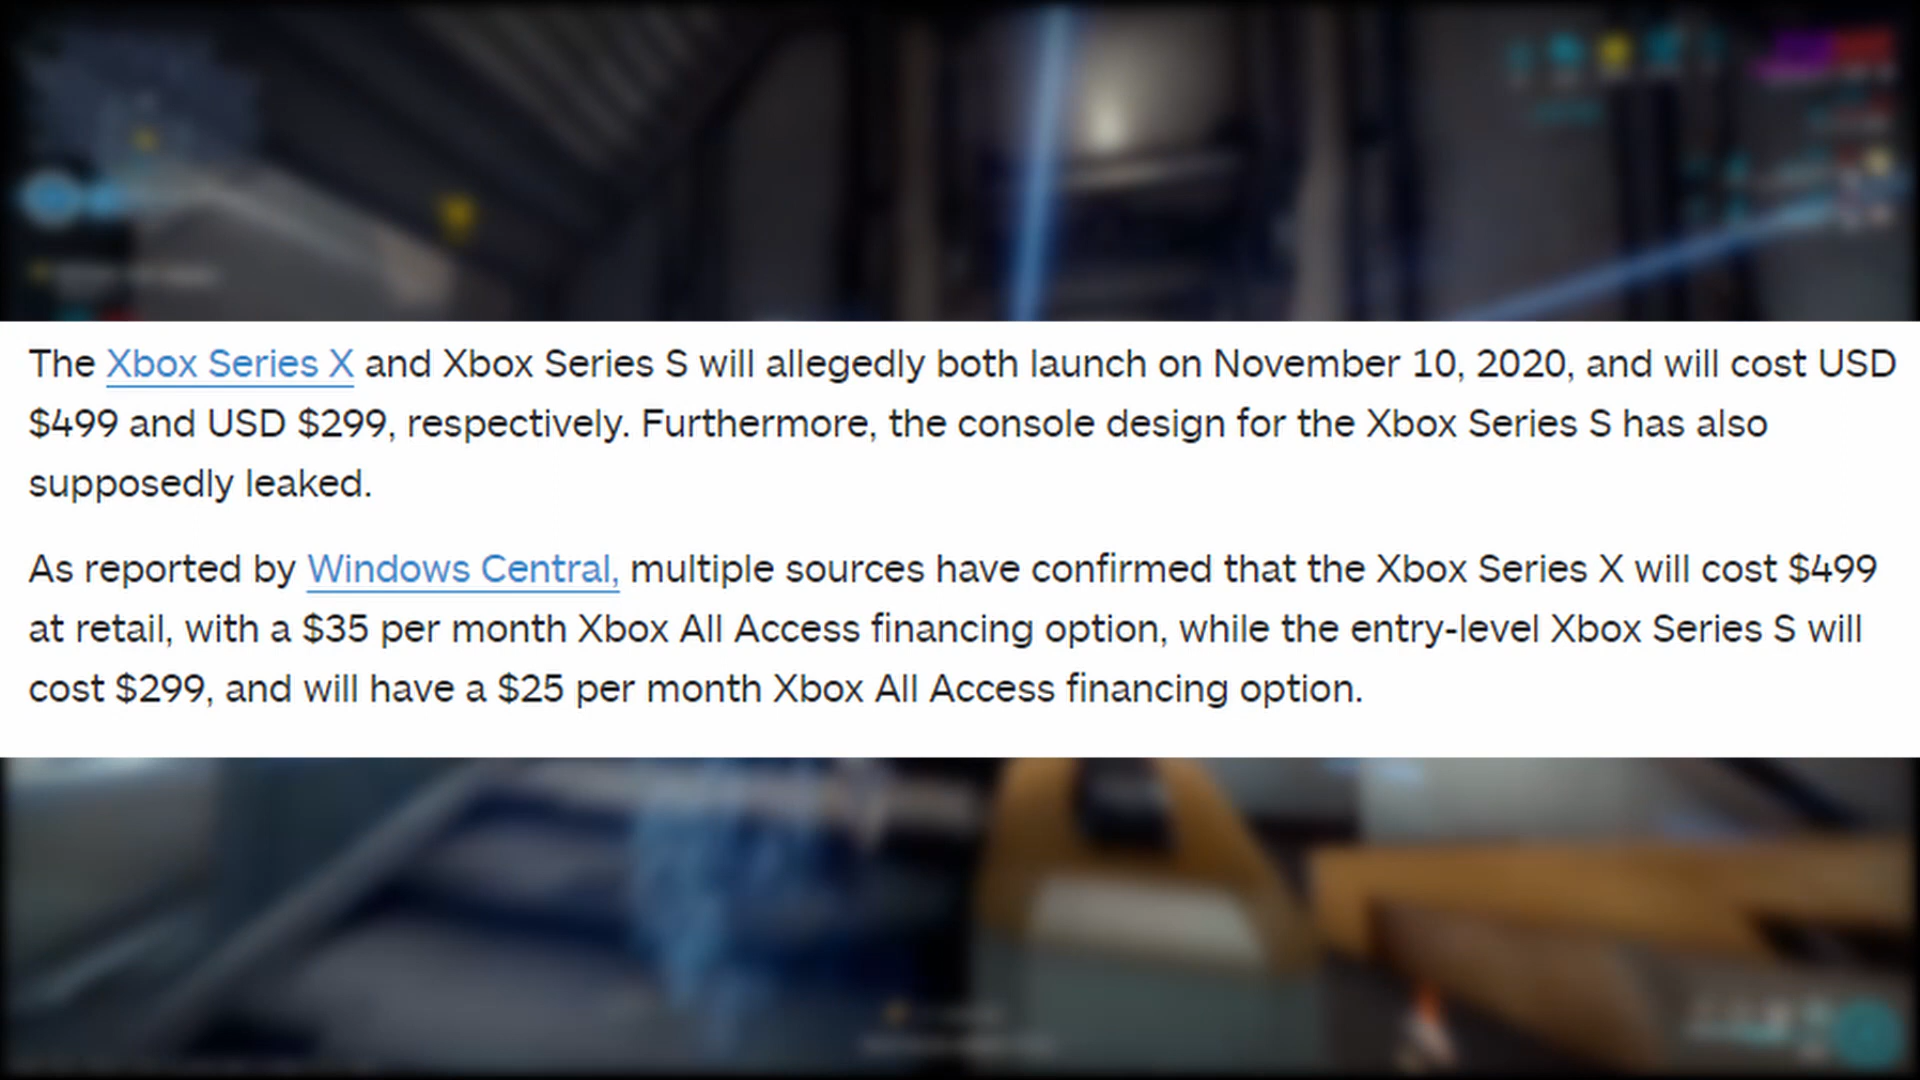 The Xbox Series X and Xbox Series S will allegedly both launch on November 10, 2020, and will cost USD
$499 and USD $299, respectively. Furthermore, the console design for the Xbox Series S has also
supposedly leaked.
As reported by Windows Central, multiple sources have confirmed that the Xbox Series X will cost $499
at retail, with a $35 per month Xbox All Access financing option, while the entry-level Xbox Series S will
cost $299, and will have a $25 per month Xbox All Access financing option.